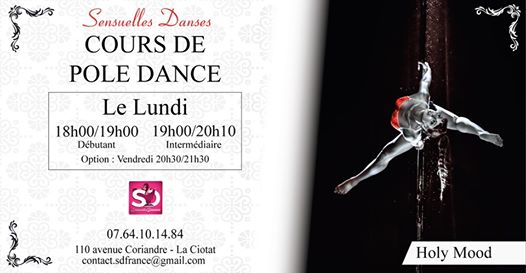 Sensuelles Danses
COURS DE
POLE DANCE
Le Lundi
18h00/19h00 19h00/20h10
Débutant Intermédiaire
Option : Vendredi 20h30/21h30
SD
07.64.10.14.84
110 avenue Coriandre - La Ciotat
contact.sdfrance@gmail.com
Holy Mood